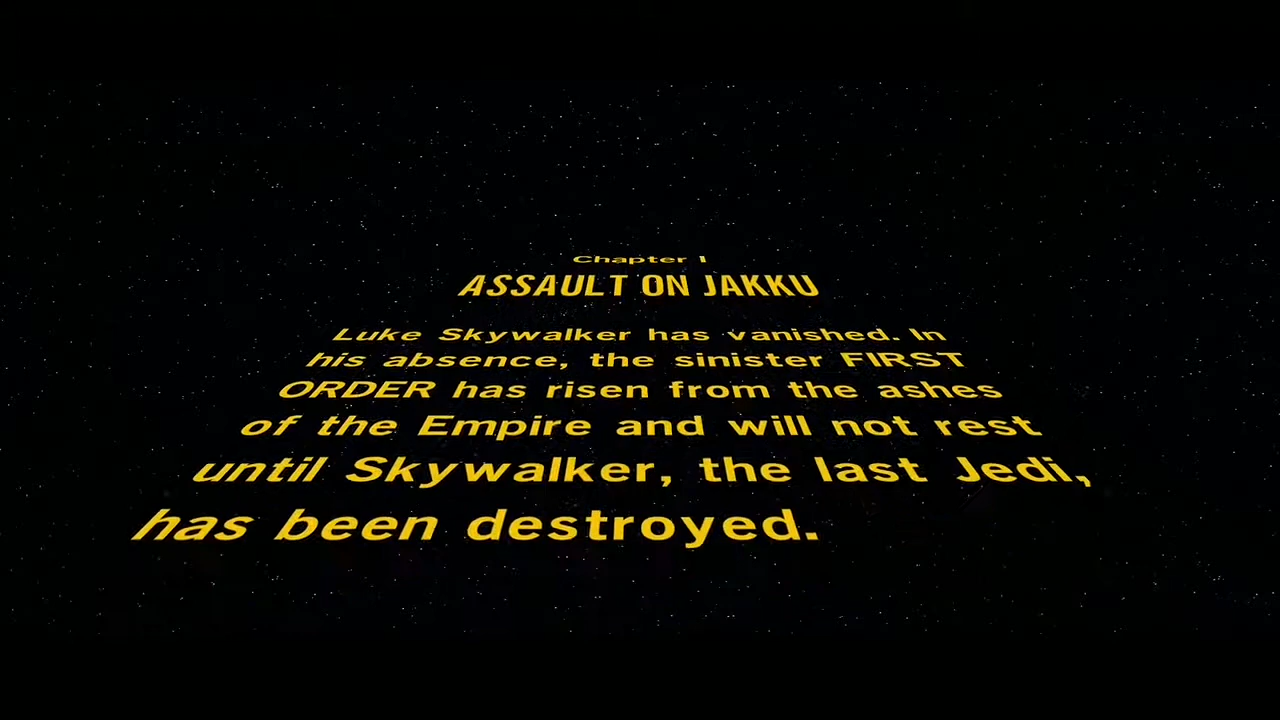 Chapter I
ASSAULT ON JAKKU
Luke Skywalker has vanished. In
his absence, the sinister FIRST
ORDER has risen from the ashes
of the Empire and will not rest
until Skywalker, the last Jedi,
has been destroyed.